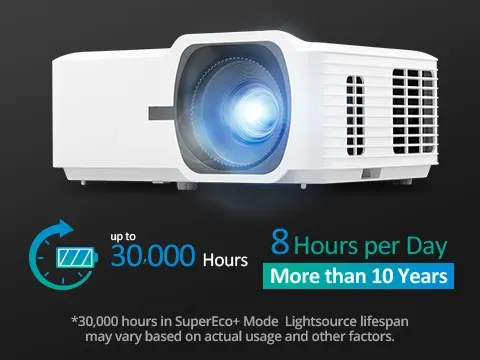 up to
30,000 Hours
8 Hours per Day
More than 10 Years
*30,000 hours in SuperEco+ Mode Lightsource lifespan
may vary based on actual usage and other factors.